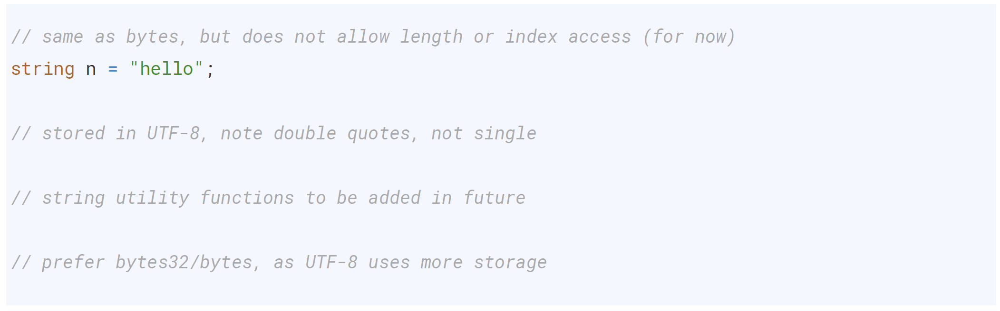 // same as bytes, but does not allow length or index access (for now)
string n = "hello";
// stored in UTF-8, note double quotes, not single
// string utility functions to be added in future
// prefer bytes32/bytes, as UTF-8 uses more storage